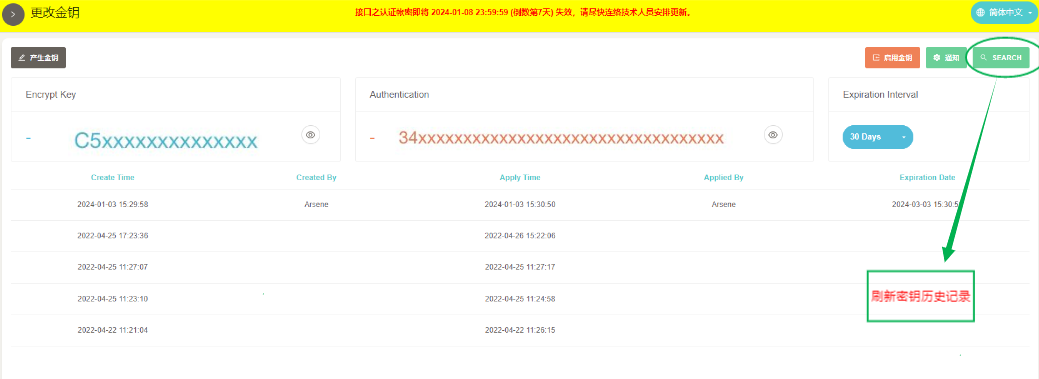 更改金钥
接口之认证帐密即将 2024-01-08 23:59:59 (倒数第7天) 失效，请尽快连络技术人员安排更新。
简体中文
产生金钥
启用金钥
通知
SEARCH
Encrypt Key
Authentication
Expiration Interval
- C5xxxxxxxxxxxxxx
- 34xxxxxxxxxxxxxxxxxxxxxxxxxxxxxxxxxx
30 Days
Create Time Created By Apply Time Applied By Expiration Date
2024-01-03 15:29:58 Arsene 2024-01-03 15:30:50 Arsene 2024-03-03 15:30:5
2022-04-25 17:23:36 2022-04-26 15:22:06
2022-04-25 11:27:07 2022-04-25 11:27:17
2022-04-25 11:23:10 2022-04-25 11:24:58
刷新密钥历史记录
2022-04-22 11:21:04 2022-04-22 11:26:15